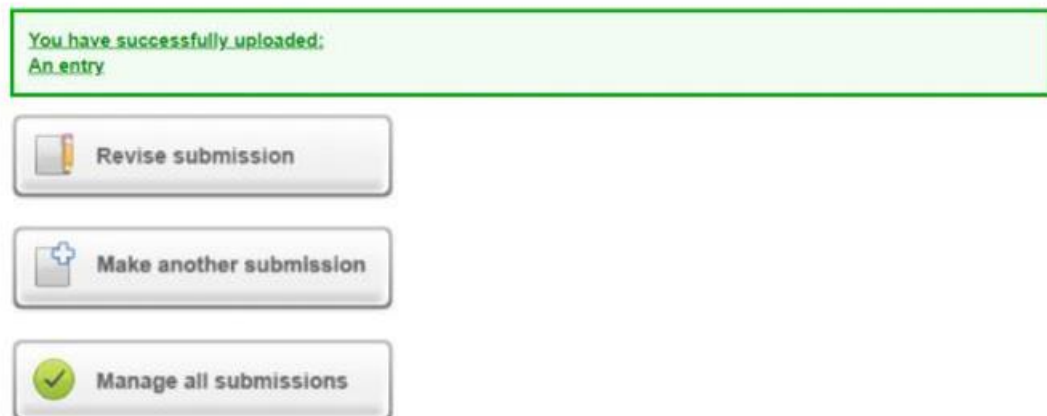 You have successfully uploaded:
An entry
Revise submission
Make another submission
Manage all submissions